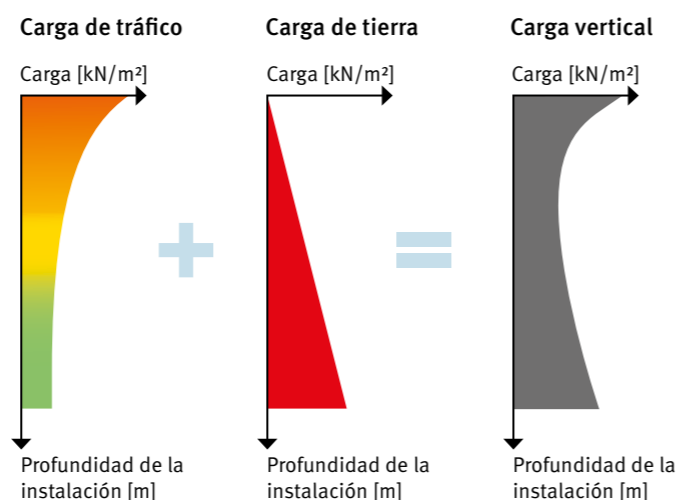 Carga de tráfico
Carga [kN/m²]
Profundidad de la
instalación [m]
+
Carga de tierra
Carga [kN/m²]
Profundidad de la
instalación [m]
=
Carga vertical
Carga [kN/m²]
Profundidad de la
instalación [m]